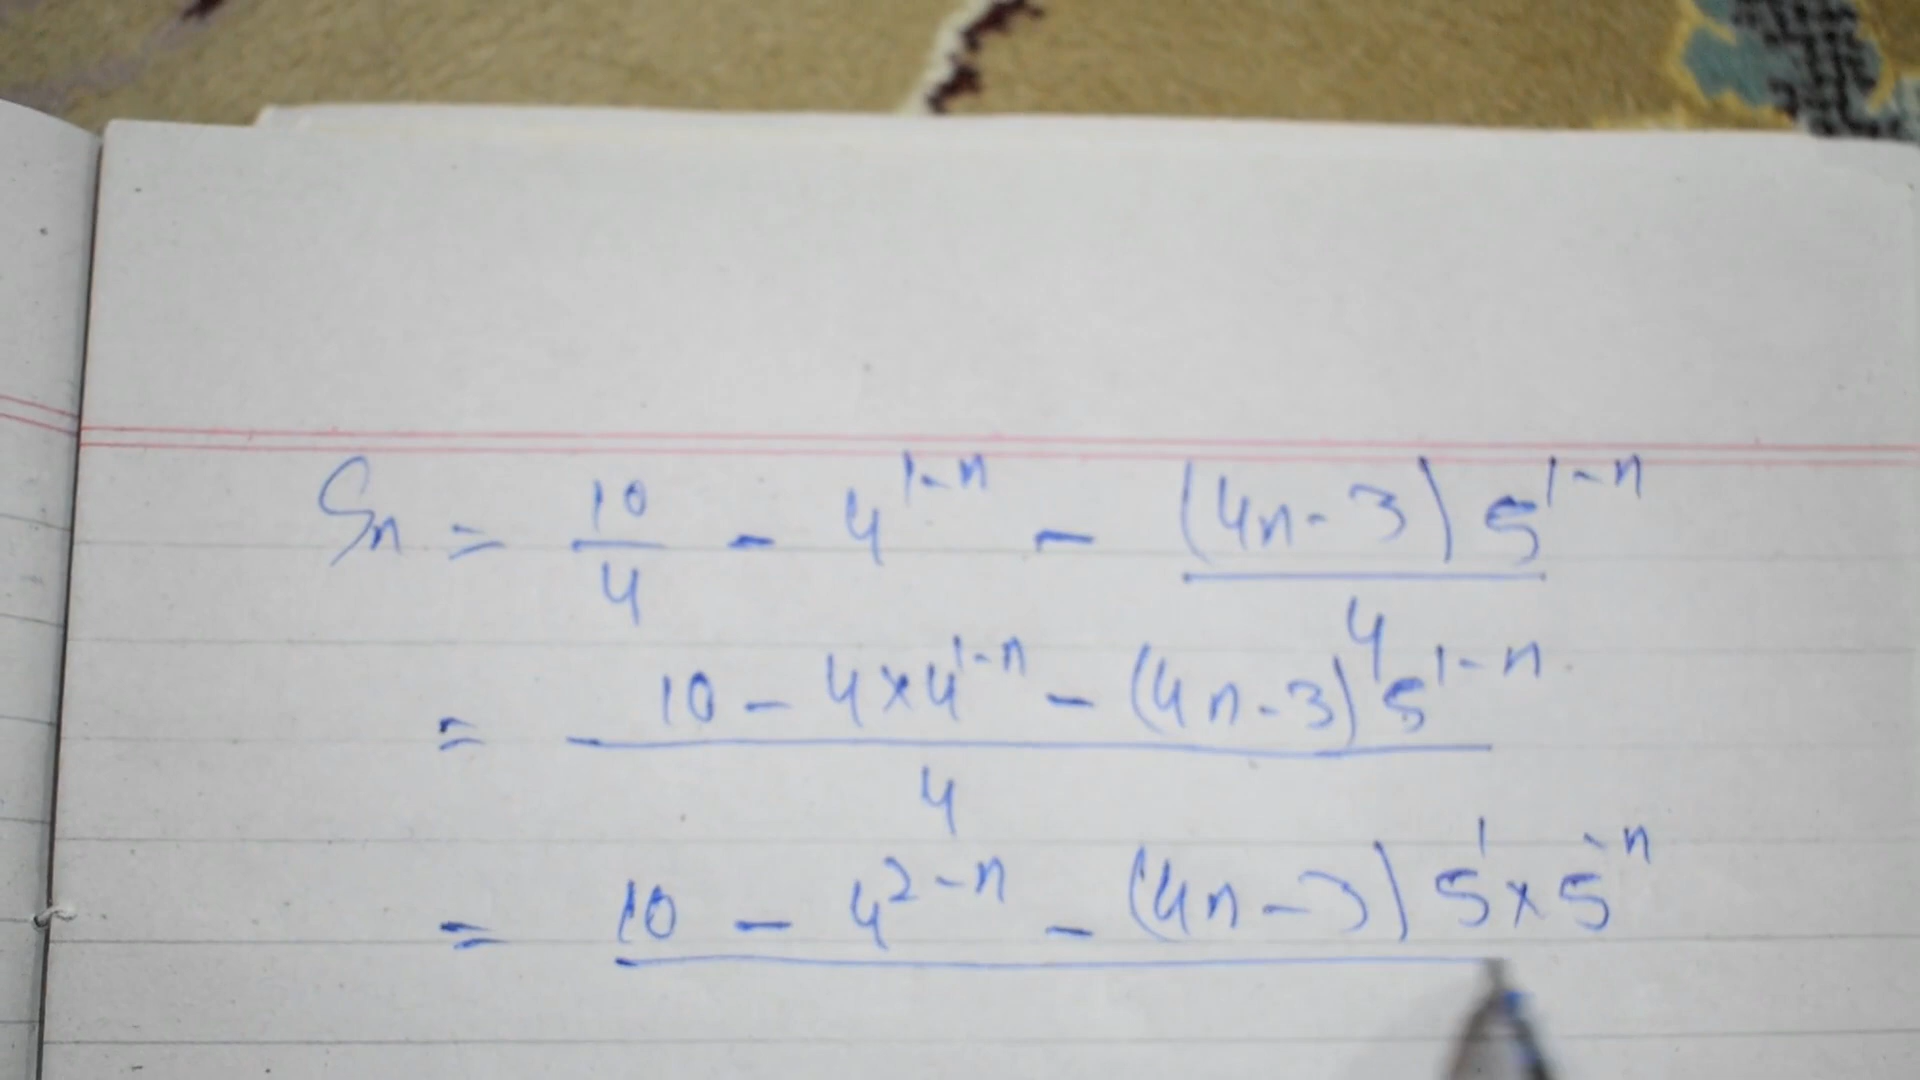 Sn = 10/4 - 4^(1-n) - (4n-3) 5^(1-n) / 4
= 10 - 4×4^(1-n) - (4n-3) 5^(1-n) / 4
= 10 - 4^(2-n) - (4n-3) 5^1 × 5^(-n)